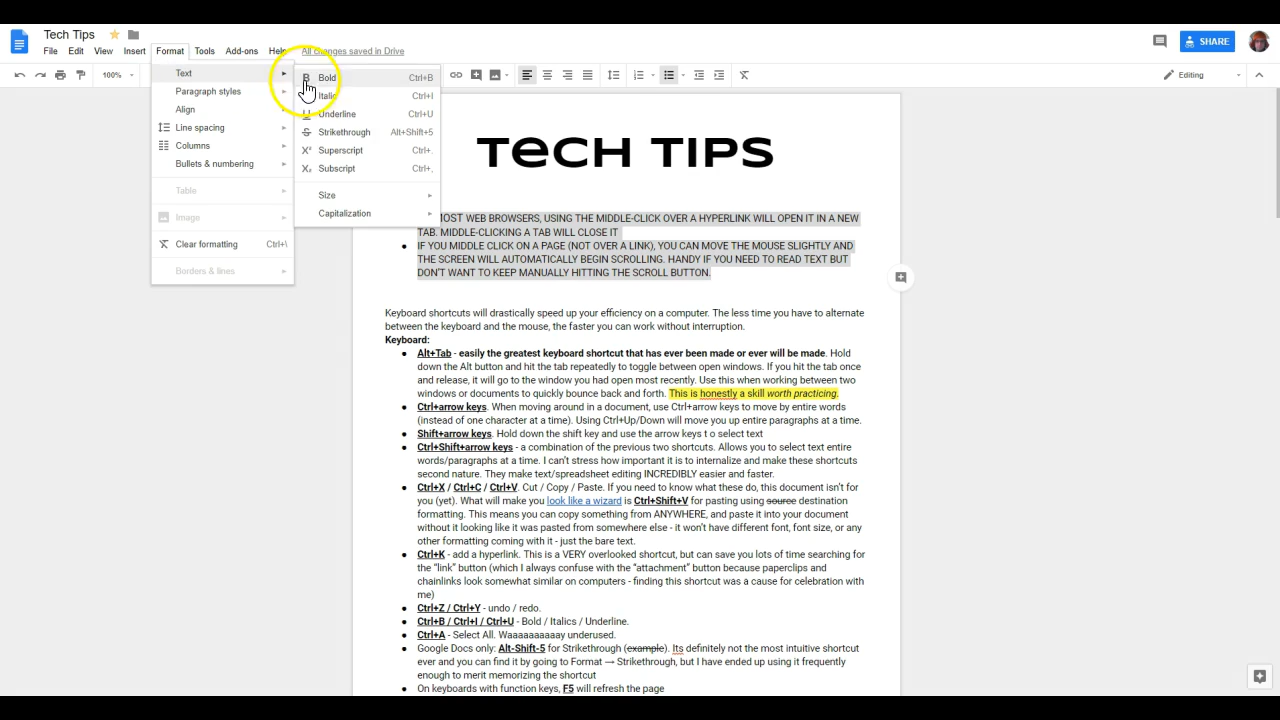 Tech Tips
File Edit View Insert Format Tools Add-ons Help All changes saved in Drive
SHARE
100%
Editing
Text
Paragraph styles
Align
Line spacing
Columns
Bullets & numbering
Table
Image
Clear formatting Ctrl+\
Borders & lines
B Bold Ctrl+B
Italic Ctrl+I
Underline Ctrl+U
Strikethrough Alt+Shift+5
Superscript Ctrl+.
Subscript Ctrl+,
Size
Capitalization
TECH TIPS
MOST WEB BROWSERS, USING THE MIDDLE-CLICK OVER A HYPERLINK WILL OPEN IT IN A NEW
TAB. MIDDLE-CLICKING A TAB WILL CLOSE IT
● IF YOU MIDDLE CLICK ON A PAGE (NOT OVER A LINK), YOU CAN MOVE THE MOUSE SLIGHTLY AND
THE SCREEN WILL AUTOMATICALLY BEGIN SCROLLING. HANDY IF YOU NEED TO READ TEXT BUT
DON'T WANT TO KEEP MANUALLY HITTING THE SCROLL BUTTON.
Keyboard shortcuts will drastically speed up your efficiency on a computer. The less time you have to alternate
between the keyboard and the mouse, the faster you can work without interruption.
Keyboard:
● Alt+Tab - easily the greatest keyboard shortcut that has ever been made or ever will be made. Hold
down the Alt button and hit the tab repeatedly to toggle between open windows. If you hit the tab once
and release, it will go to the window you had open most recently. Use this when working between two
windows or documents to quickly bounce back and forth. This is honestly a skill worth practicing.
● Ctrl+arrow keys. When moving around in a document, use Ctrl+arrow keys to move by entire words
(instead of one character at a time). Using Ctrl+Up/Down will move you up entire paragraphs at a time.
● Shift+arrow keys. Hold down the shift key and use the arrow keys t o select text
● Ctrl+Shift+arrow keys - a combination of the previous two shortcuts. Allows you to select text entire
words/paragraphs at a time. I can't stress how important it is to internalize and make these shortcuts
second nature. They make text/spreadsheet editing INCREDIBLY easier and faster.
● Ctrl+X / Ctrl+C / Ctrl+V. Cut / Copy / Paste. If you need to know what these do, this document isn't for
you (yet). What will make you look like a wizard is Ctrl+Shift+V for pasting using source destination
formatting. This means you can copy something from ANYWHERE, and paste it into your document
without it looking like it was pasted from somewhere else - it won't have different font, font size, or any
other formatting coming with it - just the bare text.
● Ctrl+K - add a hyperlink. This is a VERY overlooked shortcut, but can save you lots of time searching for
the “link” button (which I always confuse with the “attachment” button because paperclips and
chainlinks look somewhat similar on computers - finding this shortcut was a cause for celebration with
me)
● Ctrl+Z / Ctrl+Y - undo / redo.
● Ctrl+B / Ctrl+I / Ctrl+U - Bold / Italics / Underline.
● Ctrl+A - Select All. Waaaaaaaaay underused.
● Google Docs only: Alt-Shift-5 for Strikethrough (example). Its definitely not the most intuitive shortcut
ever and you can find it by going to Format → Strikethrough, but I have ended up using it frequently
enough to merit memorizing the shortcut
● On keyboards with function keys, F5 will refresh the page